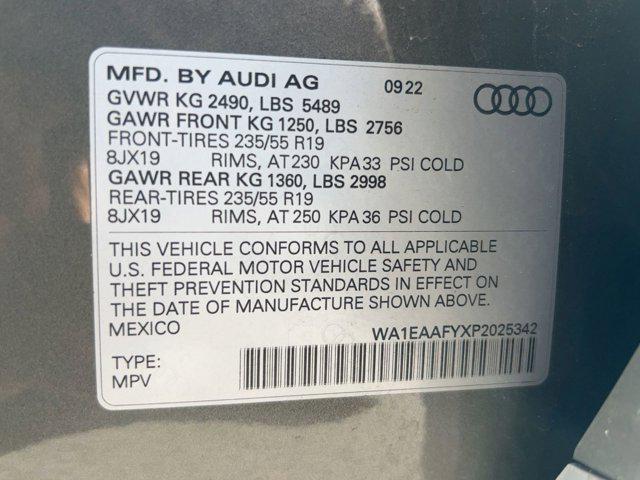 MFD. BY AUDI AG 09 22
GVWR KG 2490, LBS 5489
GAWR FRONT KG 1250, LBS 2756
FRONT-TIRES 235/55 R19
8JX19 RIMS, AT 230 KPA 33 PSI COLD
GAWR REAR KG 1360, LBS 2998
REAR-TIRES 235/55 R19
8JX19 RIMS, AT 250 KPA 36 PSI COLD
THIS VEHICLE CONFORMS TO ALL APPLICABLE
U.S. FEDERAL MOTOR VEHICLE SAFETY AND
THEFT PREVENTION STANDARDS IN EFFECT ON
THE DATE OF MANUFACTURE SHOWN ABOVE.
MEXICO WA1EAAFYXP2025342
TYPE:
MPV